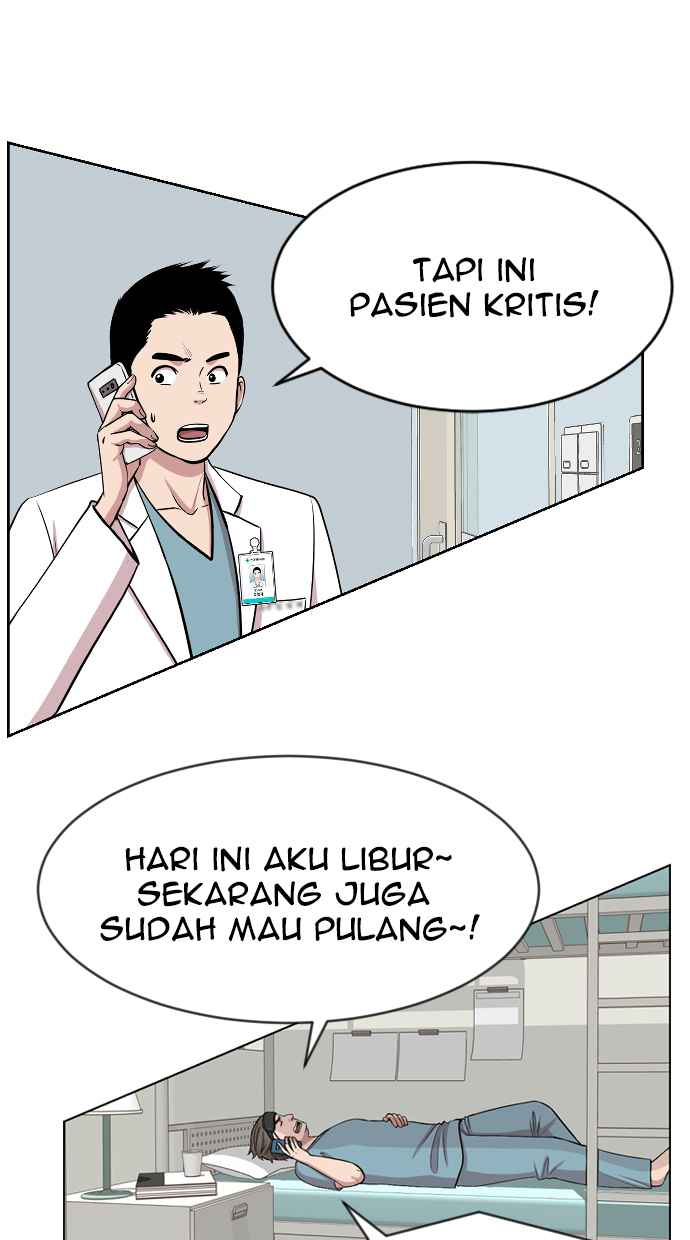 TAPI INI
PASIEN KRITIS!
HARI INI AKU LIBUR~
SEKARANG JUGA
SUDAH MAU PULANG~!